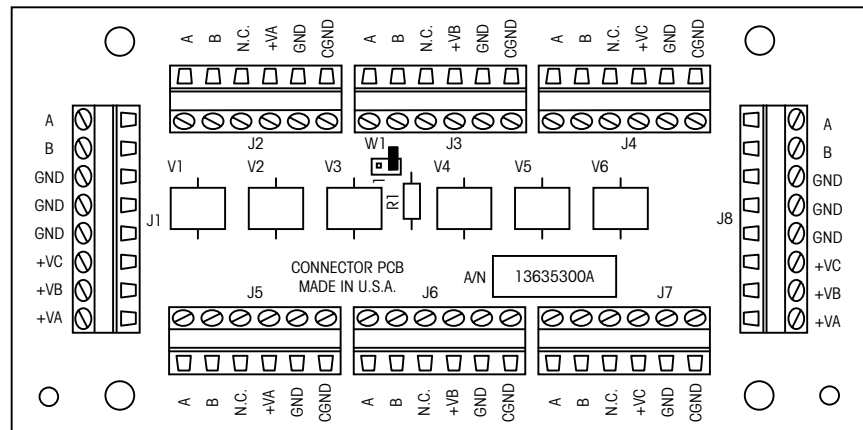 A B N.C. +VA GND CGND
A B N.C. +VB GND CGND
A B N.C. +VC GND CGND
J2
J3
J4
A
B
GND
GND
GND
+VC
+VB
+VA
J1
V1
V2
V3
W1
1
R1
V4
V5
V6
J8
A
B
GND
GND
GND
+VC
+VB
+VA
CONNECTOR PCB
MADE IN U.S.A.
A/N 13635300A
J5
J6
J7
A B N.C. +VA GND CGND
A B N.C. +VB GND CGND
A B N.C. +VC GND CGND